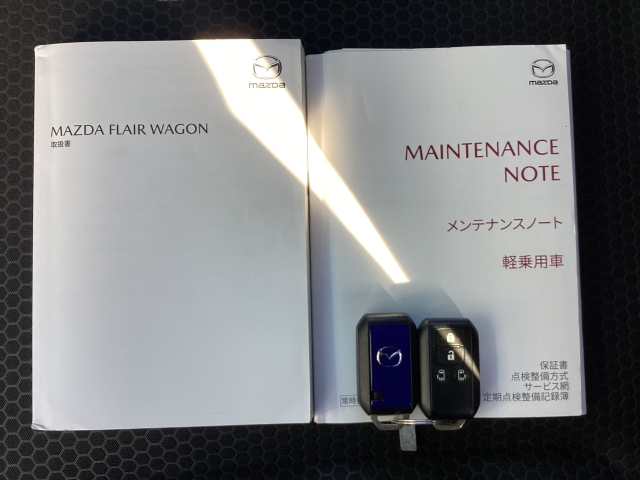 mazda
MAZDA FLAIR WAGON
取扱書
mazda
MAINTENANCE
NOTE
メンテナンスノート
軽乗用車
保証書
点検整備方式
サービス網
定期点検整備記録簿
常時